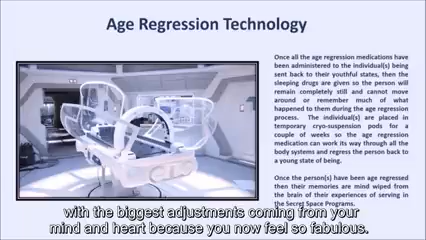 Age Regression Technology
Once all the age regression medications have
been administered to the individual(s) being
sent back to their youthful states, then the
sleeping drugs are given so the person will
remain completely still and cannot move
around or remember much of what
happened to them during the age regression
process. The individual(s) are placed in
temporary cryo-suspension pods for a
couple of weeks so the age regression
medication can work its way through all the
body systems and regress the person back to
a young state of being.
Once the person(s) have been age regressed
then their memories are mind wiped from
the brain of their experiences of serving in
the Secret Space Programs.
with the biggest adjustments coming from your
mind and heart because you now feel so fabulous.